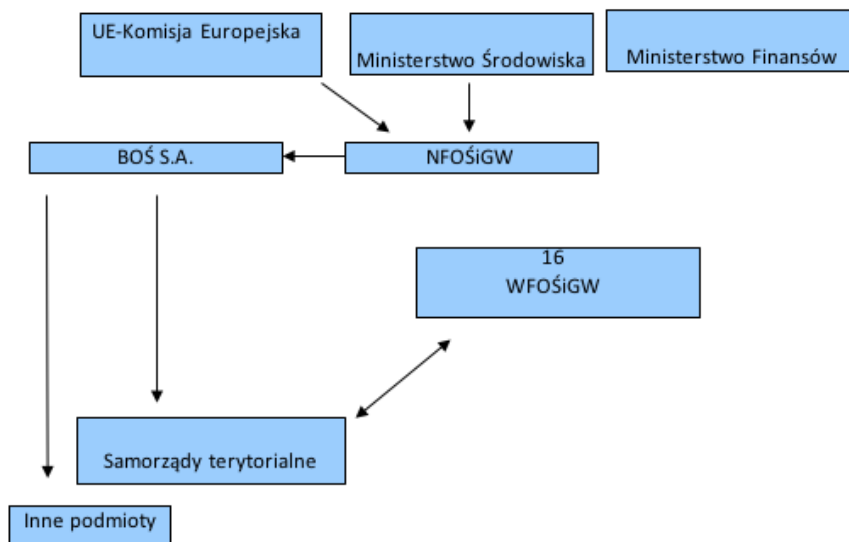 UE-Komisja Europejska
Ministerstwo Środowiska
Ministerstwo Finansów
BOŚ S.A.
NFOŚiGW
16
WFOŚiGW
Samorządy terytorialne
Inne podmioty